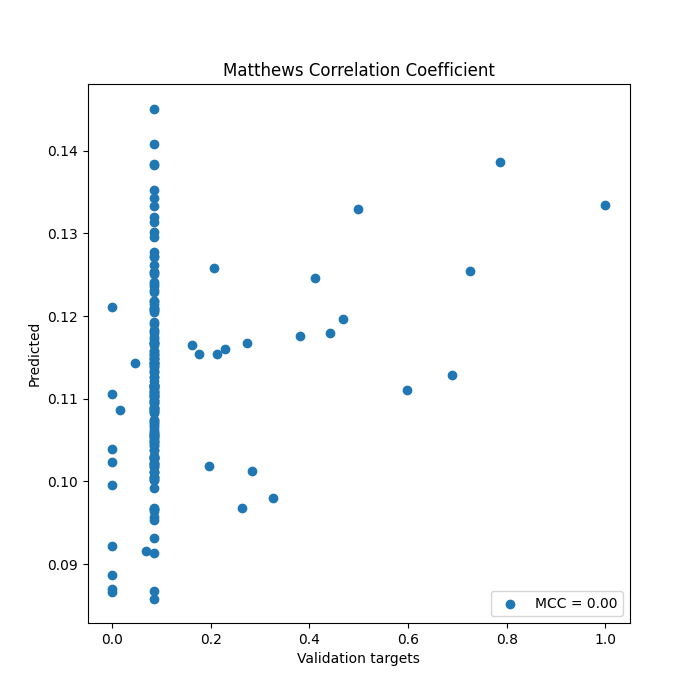 Matthews Correlation Coefficient
0.14
0.13
0.12
0.11
0.10
0.09
Predicted
MCC = 0.00
0.0 0.2 0.4 0.6 0.8 1.0
Validation targets